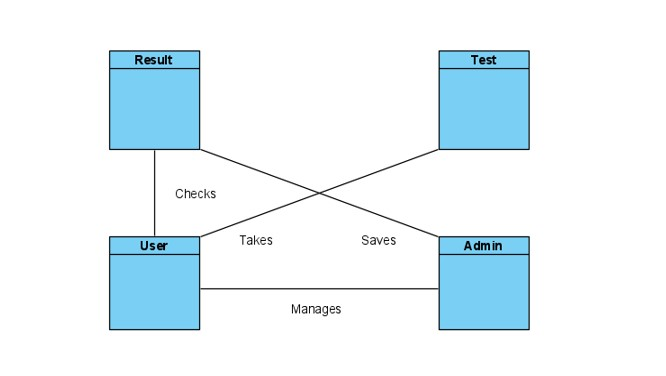 Result
Test
Checks
User
Takes
Saves
Admin
Manages